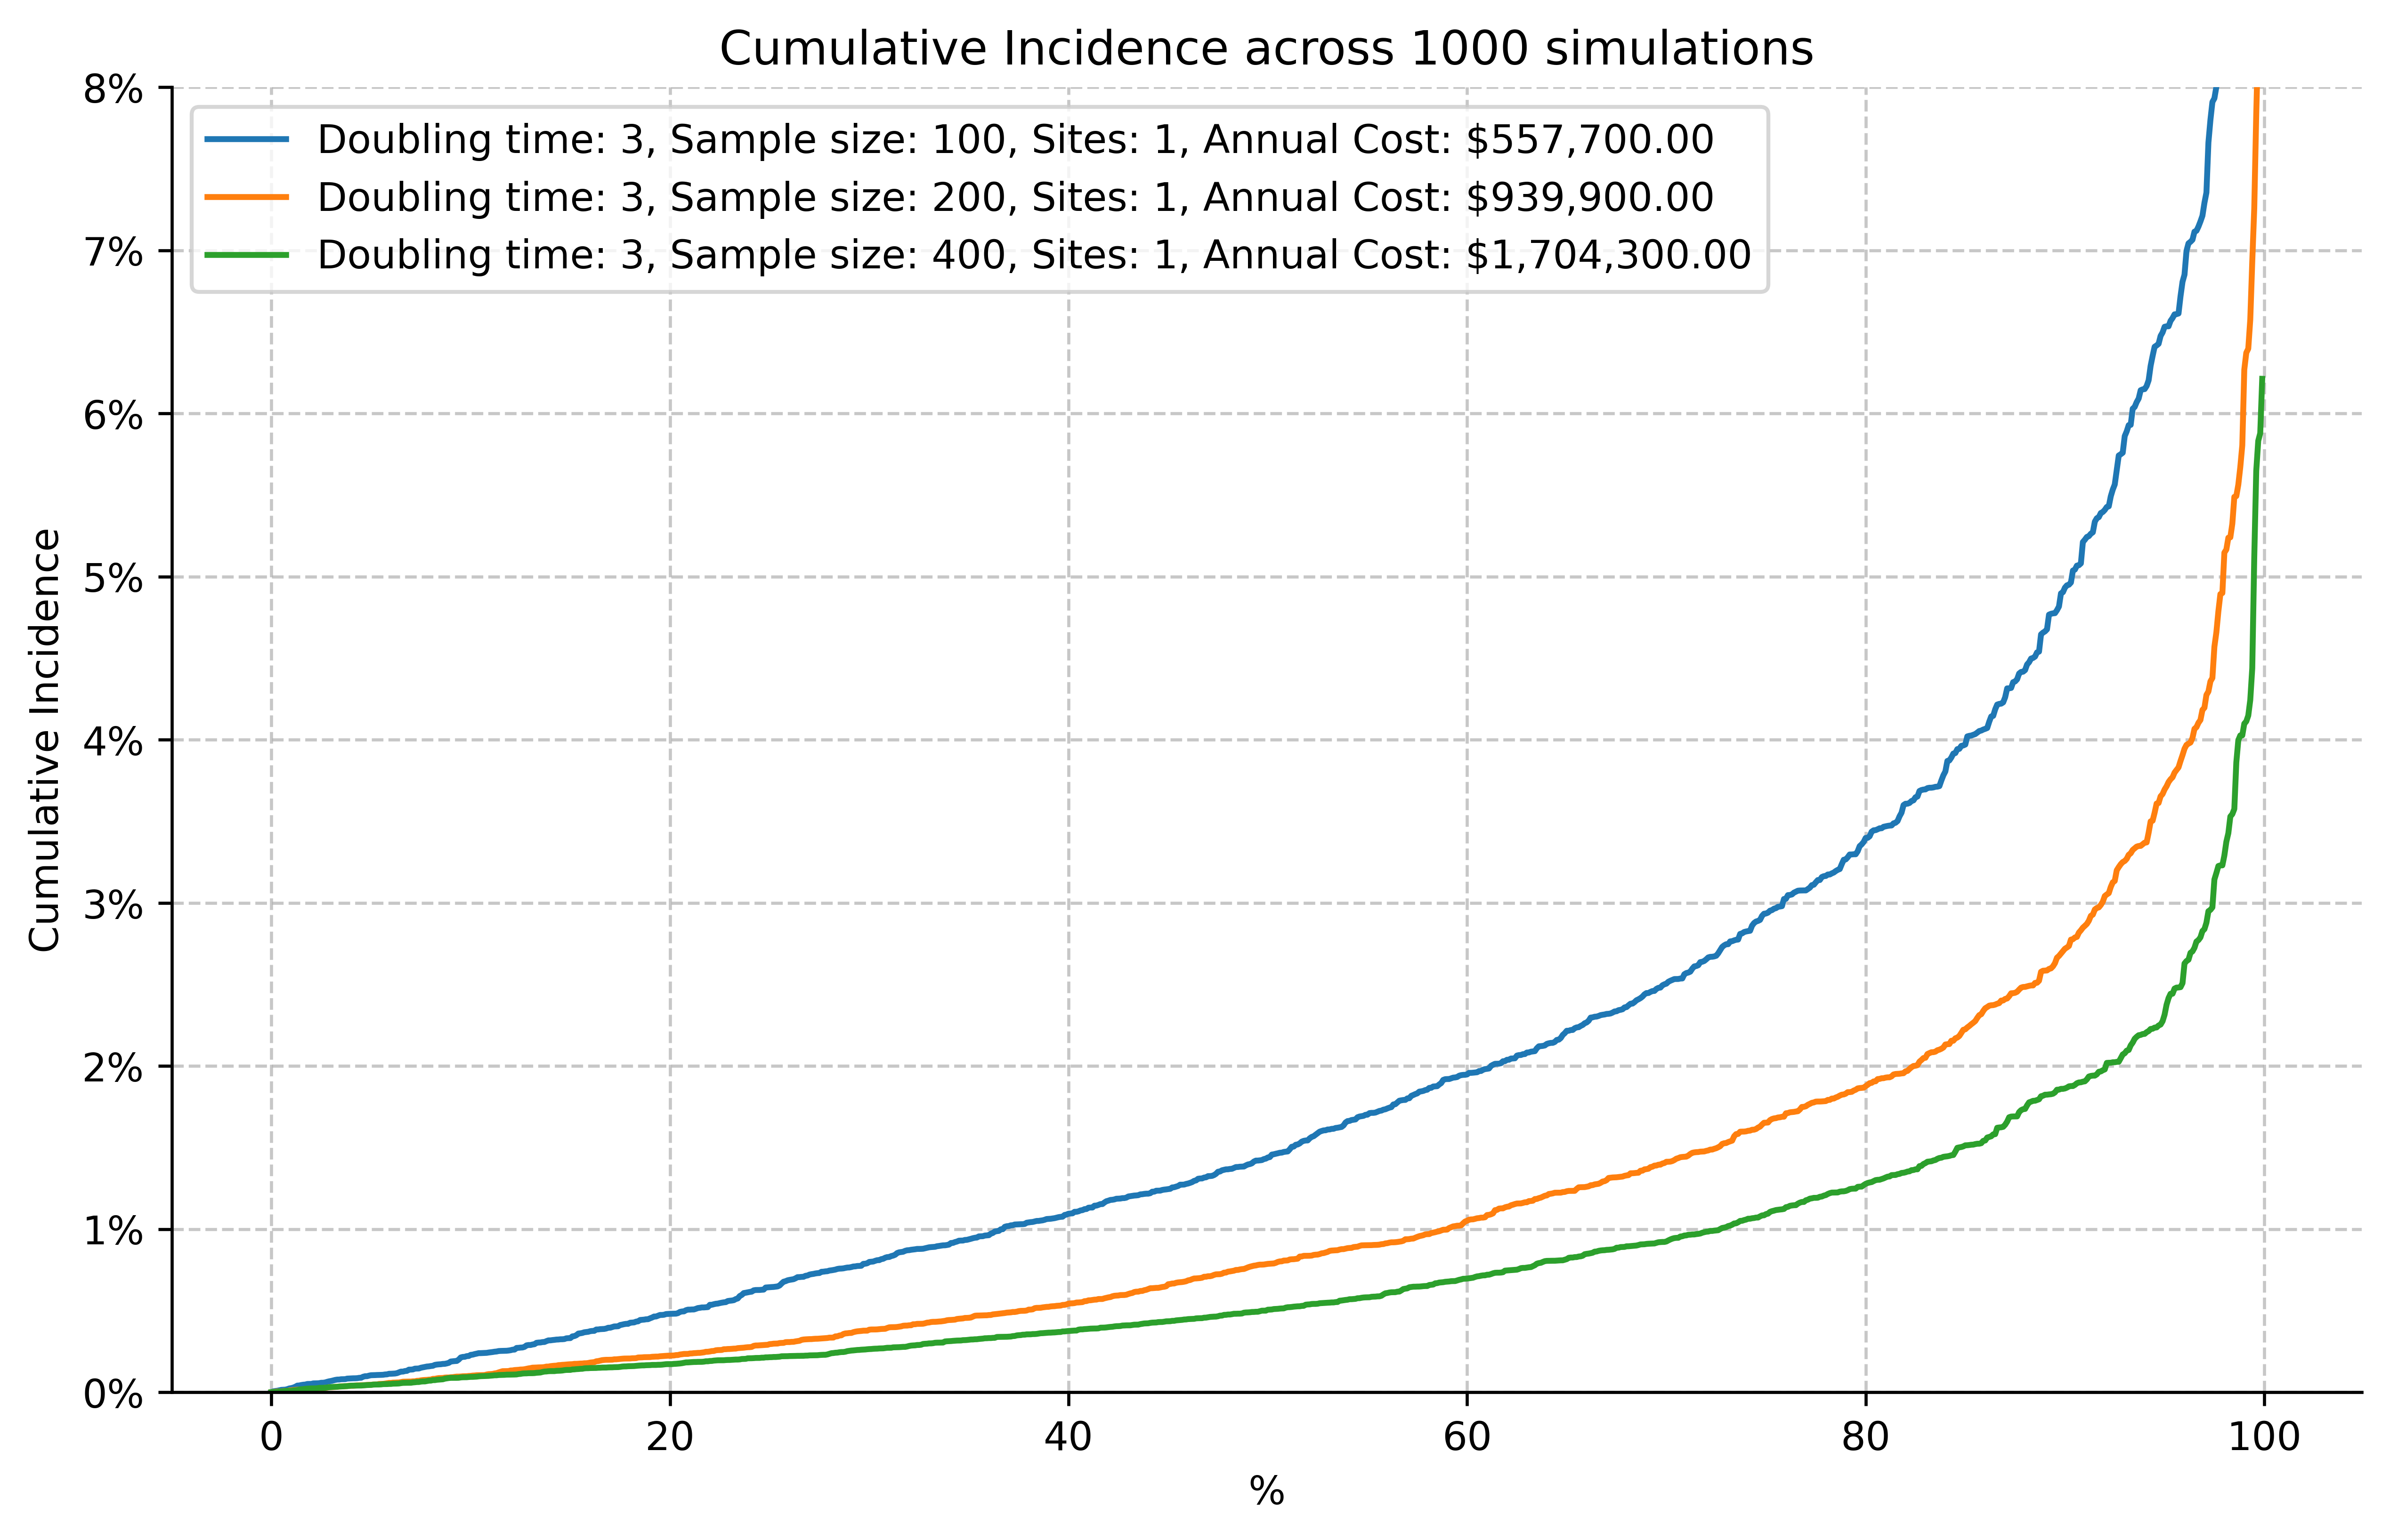 Cumulative Incidence across 1000 simulations
8%
7%
6%
5%
4%
3%
2%
1%
0%
Cumulative Incidence
Doubling time: 3, Sample size: 100, Sites: 1, Annual Cost: $557,700.00
Doubling time: 3, Sample size: 200, Sites: 1, Annual Cost: $939,900.00
Doubling time: 3, Sample size: 400, Sites: 1, Annual Cost: $1,704,300.00
0 20 40 60 80 100
%